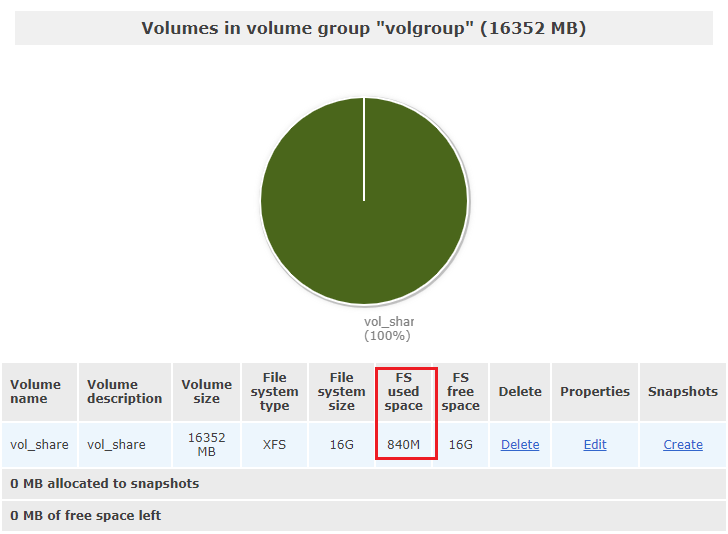 Volumes in volume group "volgroup" (16352 MB)
vol_shar
(100%)
Volume name | Volume description | Volume size | File system type | File system size | FS used space | FS free space | Delete | Properties | Snapshots
vol_share | vol_share | 16352 MB | XFS | 16G | 840M | 16G | Delete | Edit | Create
0 MB allocated to snapshots
0 MB of free space left